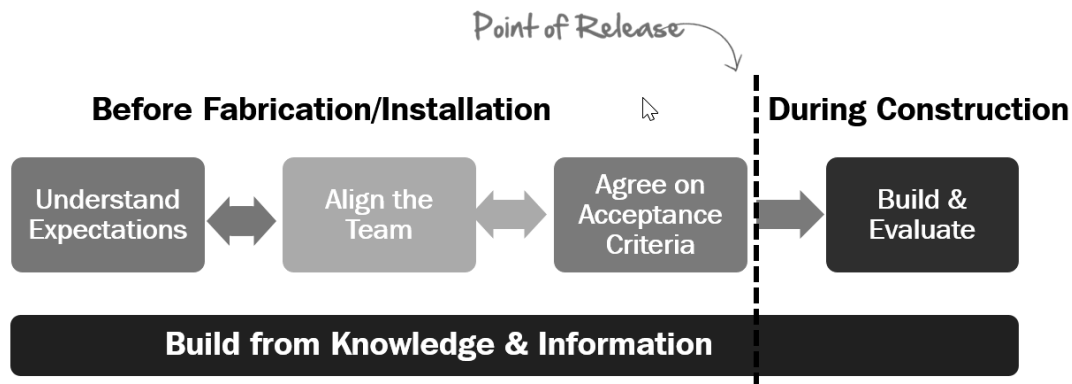 Point of Release
Before Fabrication/Installation
During Construction
Understand
Expectations
Align the
Team
Agree on
Acceptance
Criteria
Build &
Evaluate
Build from Knowledge & Information